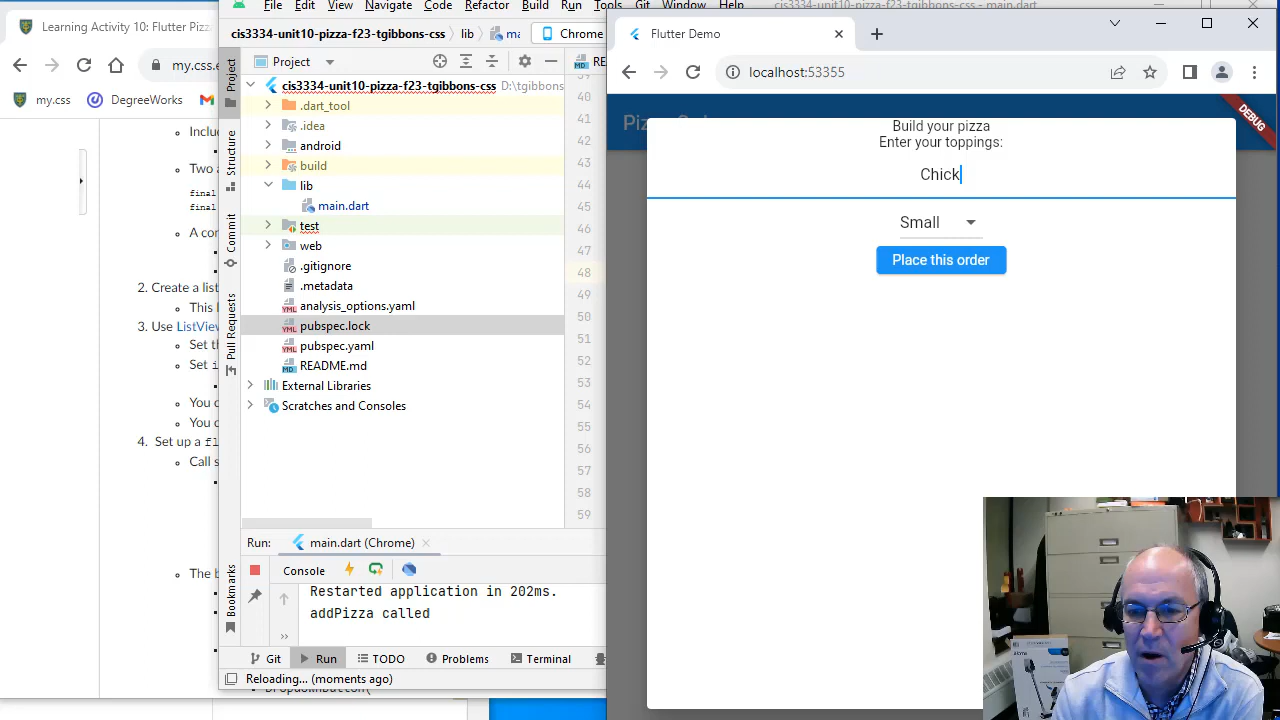 Learning Activity 10: Flutter Piz
my.css.e
my.css
DegreeWorks
Inclu
Two a
final
final
A con
2. Create a list
This l
3. Use ListView
Set th
Set i
You c
You c
4. Set up a fl
Call s
The b
DropdownButton(
File Edit View Navigate Code Refactor Build Run Tools Git Window Help cis3334-unit10-pizza-f23-tgibbons-css - main.dart
cis3334-unit10-pizza-f23-tgibbons-css lib ma Chrome
Project
RE
Project
Structure
Commit
Pull Requests
Bookmarks
cis3334-unit10-pizza-f23-tgibbons-css D:\tgibbons
.dart_tool
.idea
android
build
lib
main.dart
test
web
.gitignore
.metadata
analysis_options.yaml
pubspec.lock
pubspec.yaml
README.md
External Libraries
Scratches and Consoles
39
40
41
42
43
44
45
46
47
48
49
50
51
52
53
54
55
56
57
58
59
Run: main.dart (Chrome)
Console
Restarted application in 202ms.
addPizza called
Git Run TODO Problems Terminal
Reloading... (moments ago)
Flutter Demo
localhost:53355
DEBUG
Build your pizza
Enter your toppings:
Chick
Small
Place this order